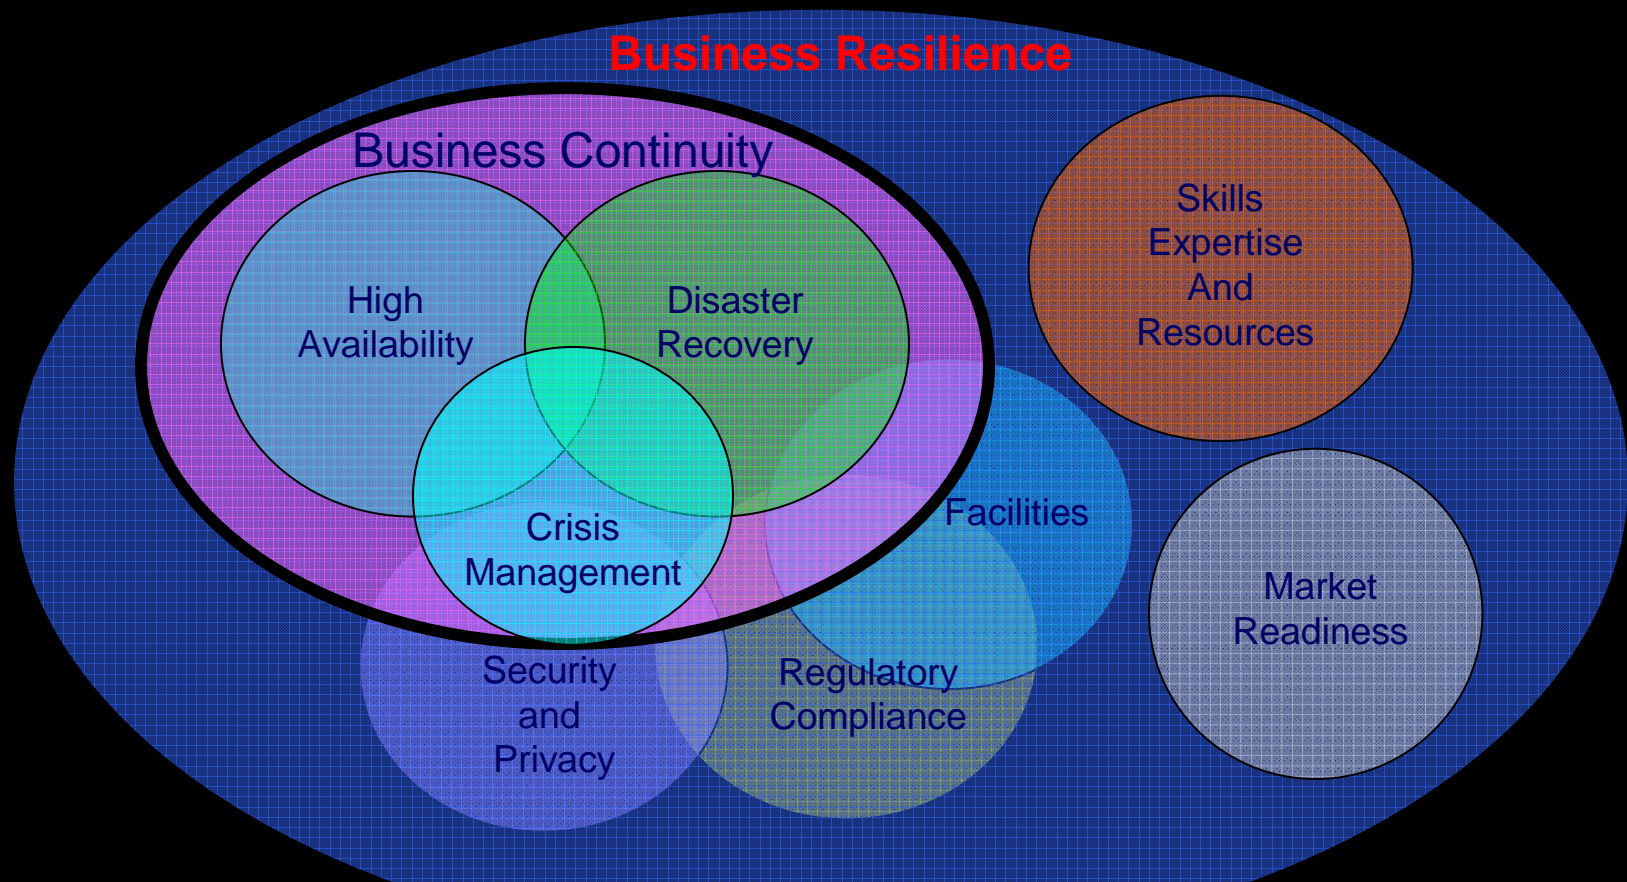 Business Resilience
Business Continuity
High
Availability
Disaster
Recovery
Crisis
Management
Skills
Expertise
And
Resources
Facilities
Market
Readiness
Security
and
Privacy
Regulatory
Compliance